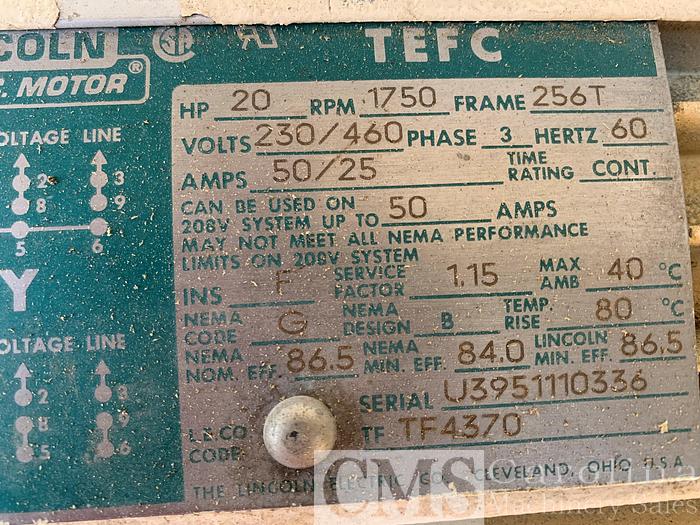 COLN TEFC
C. MOTOR®
HP 20 RPM 1750 FRAME 256T
VOLTS 230/460 PHASE 3 HERTZ 60
AMPS 50/25 TIME RATING CONT.
CAN BE USED ON 208V SYSTEM UP TO 50 AMPS
MAY NOT MEET ALL NEMA PERFORMANCE
LIMITS ON 200V SYSTEM
INS F SERVICE FACTOR 1.15 MAX AMB 40 °C
NEMA CODE G NEMA DESIGN B TEMP. RISE 80 °C
NEMA NOM. EFF. 86.5 NEMA MIN. EFF. 84.0 LINCOLN MIN. EFF. 86.5
SERIAL U3951110336
CODE TF TF4370
THE LINCOLN ELECTRIC CO. CLEVELAND, OHIO U.S.A.
OLTAGE LINE
2 3
8 9
5 6
Y
OLTAGE LINE
2 3
8 9
5 6
CMS Carolina Machinery Sales